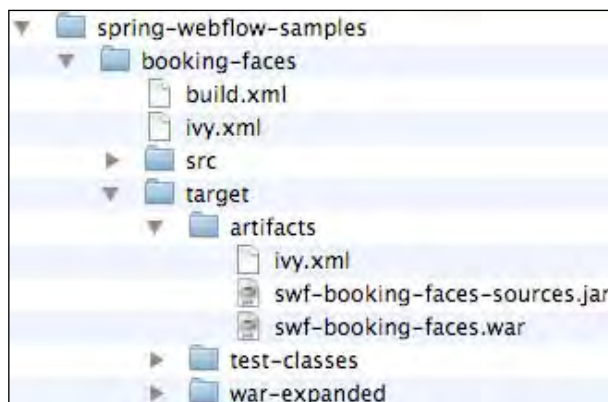 spring-webflow-samples
booking-faces
build.xml
ivy.xml
src
target
artifacts
ivy.xml
swf-booking-faces-sources.jar
swf-booking-faces.war
test-classes
war-expanded